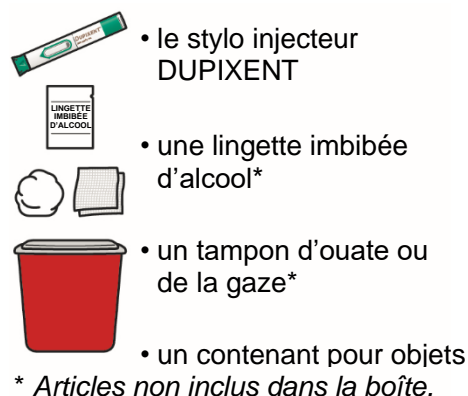 DUPIXENT
• le stylo injecteur
DUPIXENT
LINGETTE
IMBIBÉE
D'ALCOOL
• une lingette imbibée
d'alcool*
• un tampon d'ouate ou
de la gaze*
• un contenant pour objets
* Articles non inclus dans la boîte.